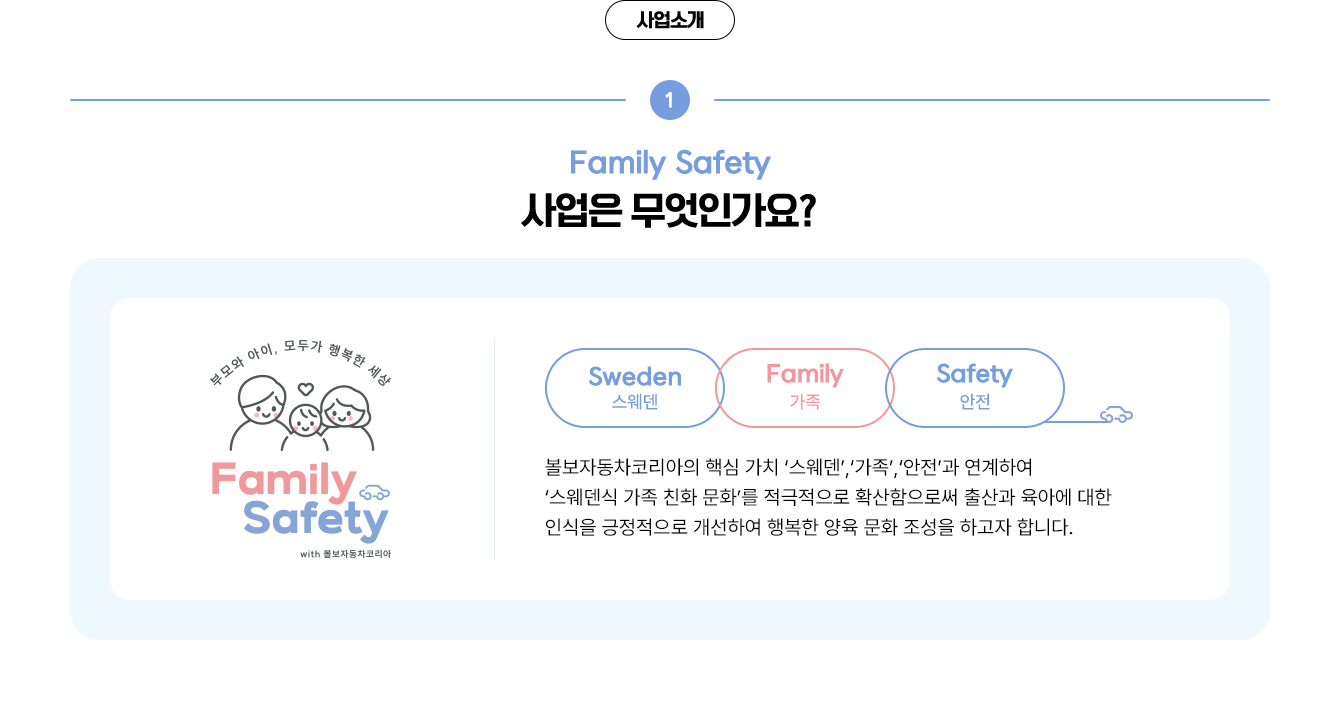 사업소개
1
Family Safety
사업은 무엇인가요?
부모와 아이, 모두가 행복한 세상
Family
Safety
with 볼보자동차코리아
Sweden
스웨덴
Family
가족
Safety
안전
볼보자동차코리아의 핵심 가치 ‘스웨덴’,‘가족’,‘안전’과 연계하여
‘스웨덴식 가족 친화 문화’를 적극적으로 확산함으로써 출산과 육아에 대한
인식을 긍정적으로 개선하여 행복한 양육 문화 조성을 하고자 합니다.